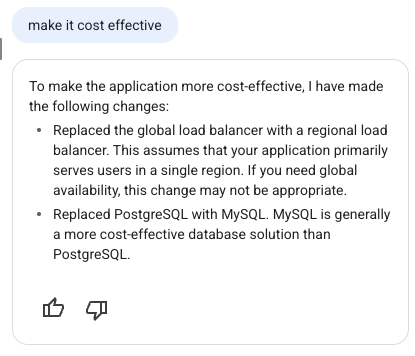 make it cost effective
To make the application more cost-effective, I have made
the following changes:
• Replaced the global load balancer with a regional load
balancer. This assumes that your application primarily
serves users in a single region. If you need global
availability, this change may not be appropriate.
• Replaced PostgreSQL with MySQL. MySQL is generally
a more cost-effective database solution than
PostgreSQL.